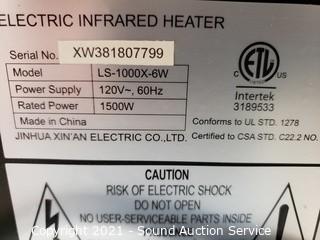 ELECTRIC INFRARED HEATER
Serial No. XW381807799
Model LS-1000X-6W
Power Supply 120V~, 60Hz
Rated Power 1500W
Made in China
JINHUA XIN'AN ELECTRIC CO.,LTD.
ETL
C US
LISTED
Intertek
3189533
Conforms to UL STD. 1278
Certified to CSA STD. C22.2 NO.
CAUTION
RISK OF ELECTRIC SHOCK
DO NOT OPEN
NO USER-SERVICEABLE PARTS INSIDE
Copyright 2021 - Sound Auction Service